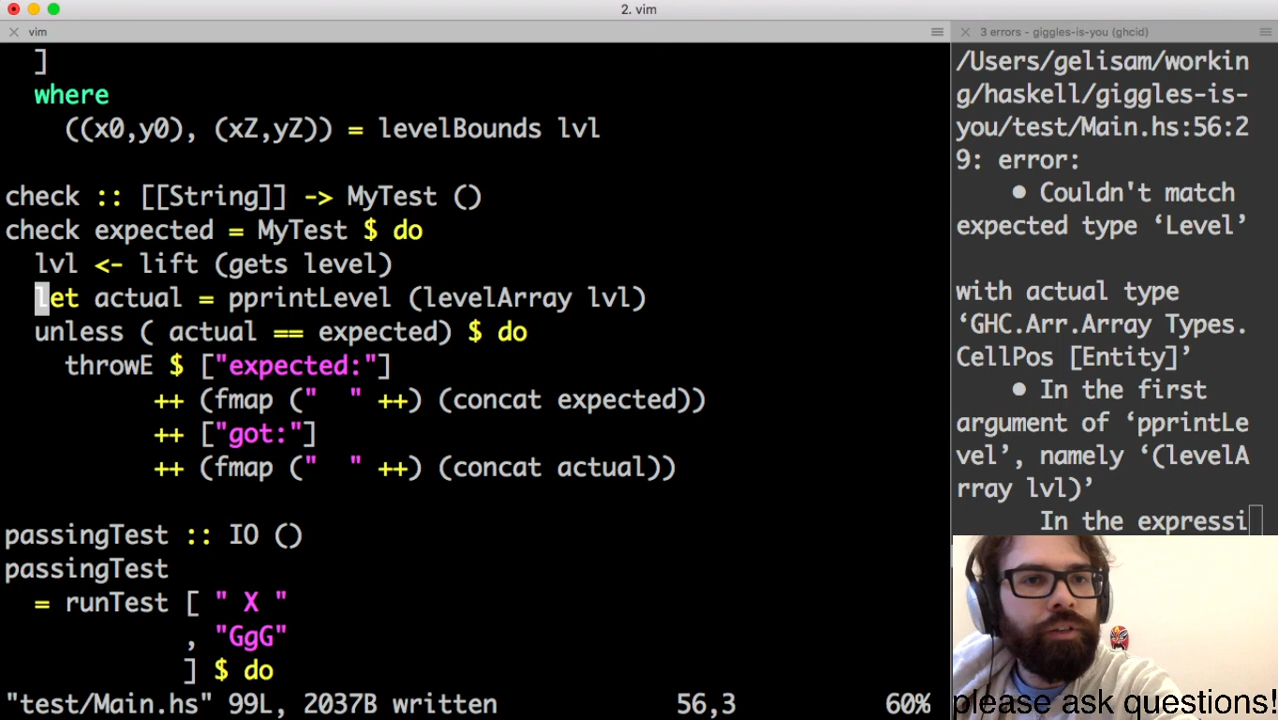 2. vim
vim
3 errors - giggles-is-you (ghcid)
]
where
((x0,y0), (xZ,yZ)) = levelBounds lvl
check :: [[String]] -> MyTest ()
check expected = MyTest $ do
lvl <- lift (gets level)
let actual = pprintLevel (levelArray lvl)
unless ( actual == expected) $ do
throwE $ ["expected:"]
++ (fmap ("  " ++) (concat expected))
++ ["got:"]
++ (fmap ("  " ++) (concat actual))
passingTest :: IO ()
passingTest
= runTest [ " X "
, "GgG"
] $ do
"test/Main.hs" 99L, 2037B written 56,3 60%
/Users/gelisam/workin
g/haskell/giggles-is-
you/test/Main.hs:56:2
9: error:
• Couldn't match
expected type ‘Level’
with actual type
‘GHC.Arr.Array Types.
CellPos [Entity]’
• In the first
argument of ‘pprintLe
vel’, namely ‘(levelA
rray lvl)’
In the expressi
please ask questions!